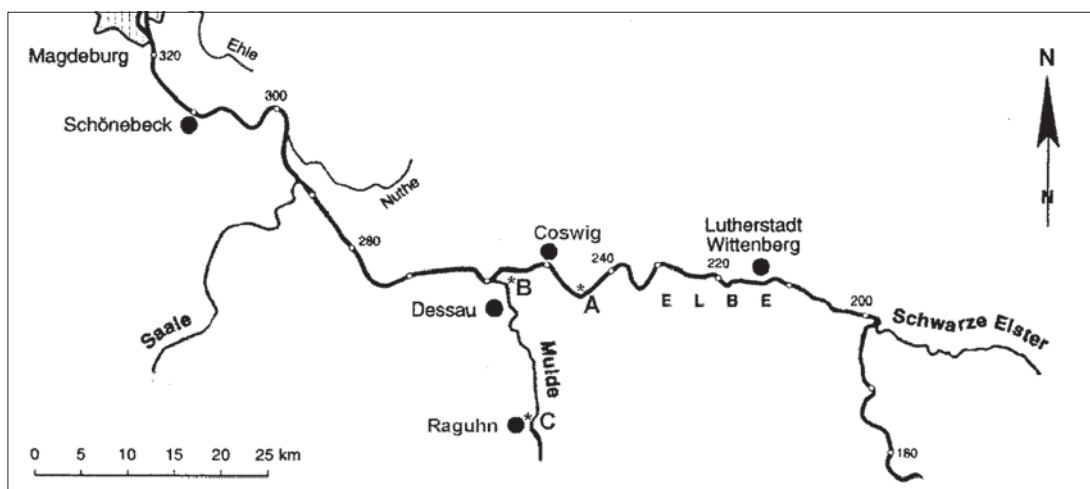 Magdeburg
320
Ehle
N
300
Schönebeck
Nuthe
N
Coswig
Lutherstadt
Wittenberg
280
240
220
*B
*
A
E L B E
200
Dessau
Saale
Schwarze Elster
Mulde
Raguhn
*C
180
0 5 10 15 20 25 km